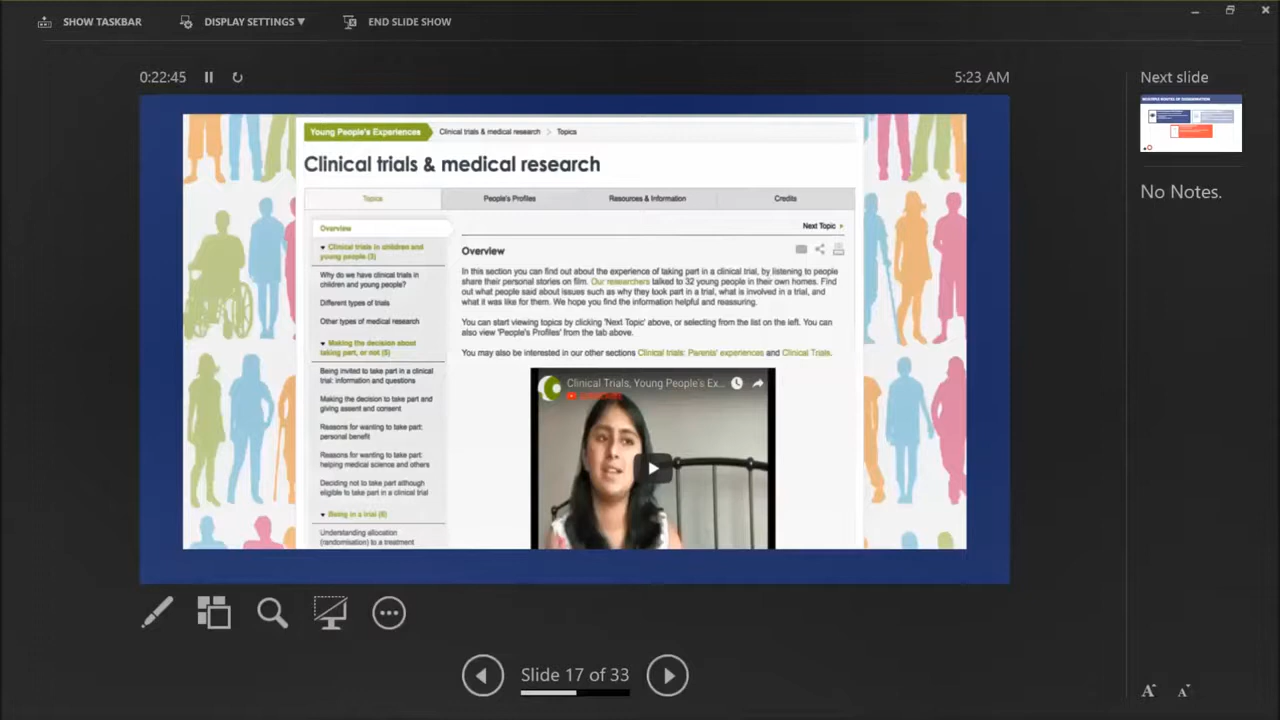 SHOW TASKBAR
DISPLAY SETTINGS ▼
END SLIDE SHOW
0:22:45
5:23 AM
Next slide
MULTIPLE ROUTES OF DISSEMINATION
No Notes.
Young People's Experiences
Clinical trials & medical research > Topics
Clinical trials & medical research
Topics
People's Profiles
Resources & Information
Credits
Next Topic
Overview
Clinical trials in children and
young people (3)
Why do we have clinical trials in
children and young people?
Different types of trials
Other types of medical research
Making the decision about
taking part, or not (5)
Being invited to take part in a clinical
trial: information and questions
Making the decision to take part and
giving assent and consent
Reasons for wanting to take part:
personal benefit
Reasons for wanting to take part:
helping medical science and others
Deciding not to take part although
eligible to take part in a clinical trial
Being in a trial (8)
Understanding allocation
(randomisation) to a treatment
Overview
In this section you can find out about the experience of taking part in a clinical trial, by listening to people
share their personal stories on film. Our researchers talked to 32 young people in their own homes. Find
out what people said about issues such as why they took part in a trial, what is involved in a trial, and
what it was like for them. We hope you find the information helpful and reassuring.
You can start viewing topics by clicking 'Next Topic' above, or selecting from the list on the left. You can
also view 'People's Profiles' from the tab above.
You may also be interested in our other sections Clinical trials: Parents' experiences and Clinical Trials.
Clinical Trials, Young People's Ex...
Slide 17 of 33
A
A